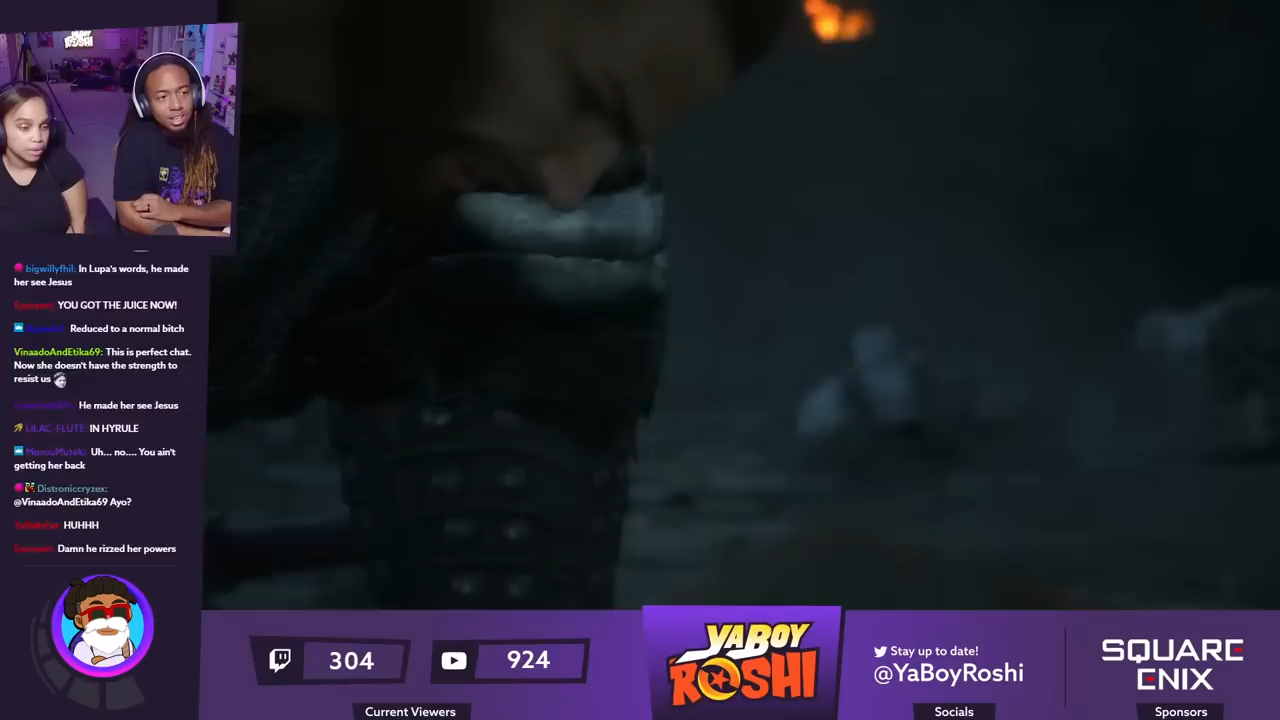 YABOY
ROSHI
bigwillyfhil: In Lupa's words, he made
her see Jesus
YOU GOT THE JUICE NOW!
Reduced to a normal bitch
VinaadoAndEtika69: This is perfect chat.
Now she doesn't have the strength to
resist us
He made her see Jesus
LiLAC_FLUTE IN HYRULE
Uh... no.... You ain't
getting her back
Distroniccryzex:
@VinaadoAndEtika69 Ayo?
HUHHH
Damn he rizzed her powers
304
924
Current Viewers
YABOY
ROSHI
Stay up to date!
@YaBoyRoshi
Socials
SQUARE
ENIX
Sponsors